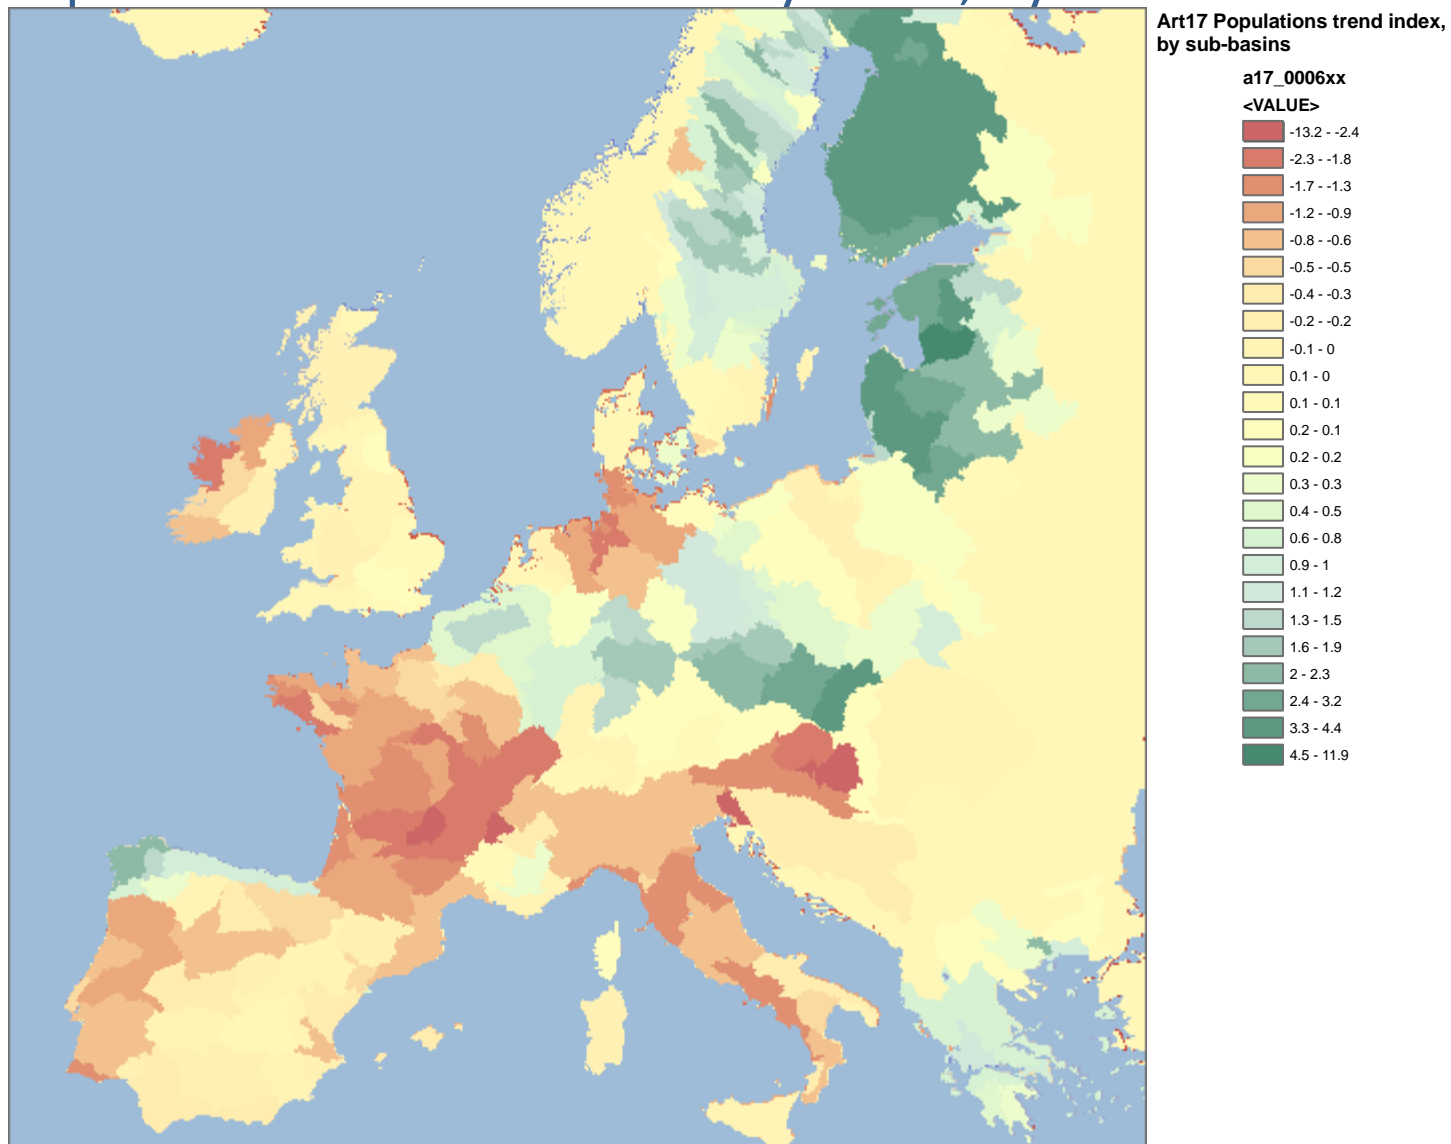 Art17 Populations trend index,
by sub-basins
a17_0006xx
<VALUE>
-13.2 - -2.4
-2.3 - -1.8
-1.7 - -1.3
-1.2 - -0.9
-0.8 - -0.6
-0.5 - -0.5
-0.4 - -0.3
-0.2 - -0.2
-0.1 - 0
0.1 - 0
0.1 - 0.1
0.2 - 0.1
0.2 - 0.2
0.3 - 0.3
0.4 - 0.5
0.6 - 0.8
0.9 - 1
1.1 - 1.2
1.3 - 1.5
1.6 - 1.9
2 - 2.3
2.4 - 3.2
3.3 - 4.4
4.5 - 11.9